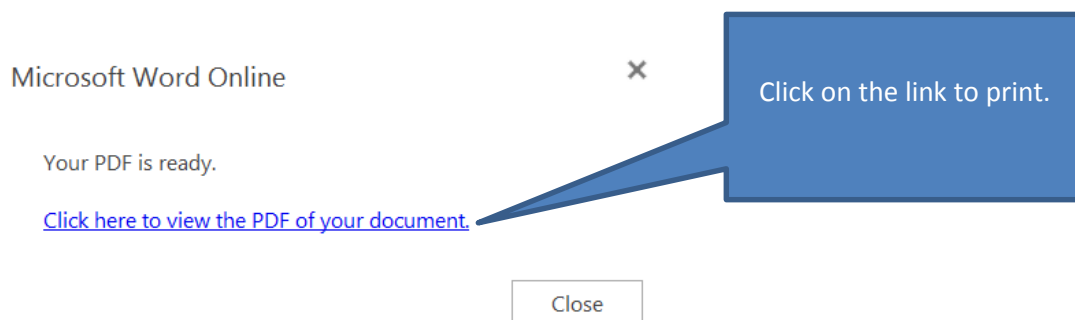 Microsoft Word Online
Click on the link to print.
Your PDF is ready.
Click here to view the PDF of your document.
Close